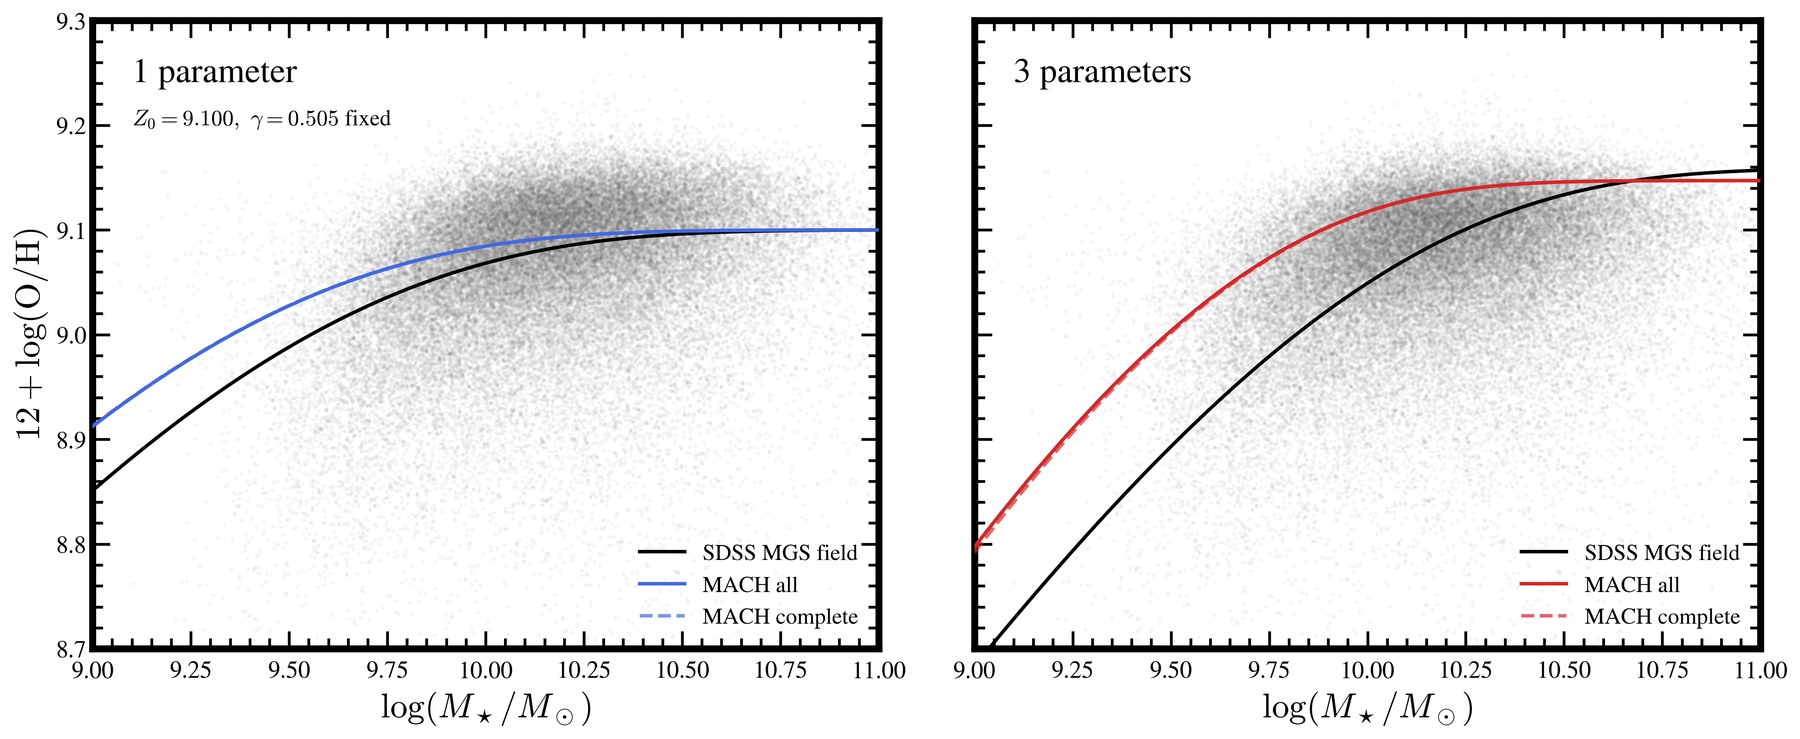 1 parameter
Z₀ = 9.100, γ = 0.505 fixed
9.3
9.2
9.1
9.0
8.9
8.8
8.7
12 + log(O/H)
SDSS MGS field
MACH all
MACH complete
9.00 9.25 9.50 9.75 10.00 10.25 10.50 10.75 11.00
log(M⋆/M⊙)
3 parameters
SDSS MGS field
MACH all
MACH complete
9.00 9.25 9.50 9.75 10.00 10.25 10.50 10.75 11.00
log(M⋆/M⊙)